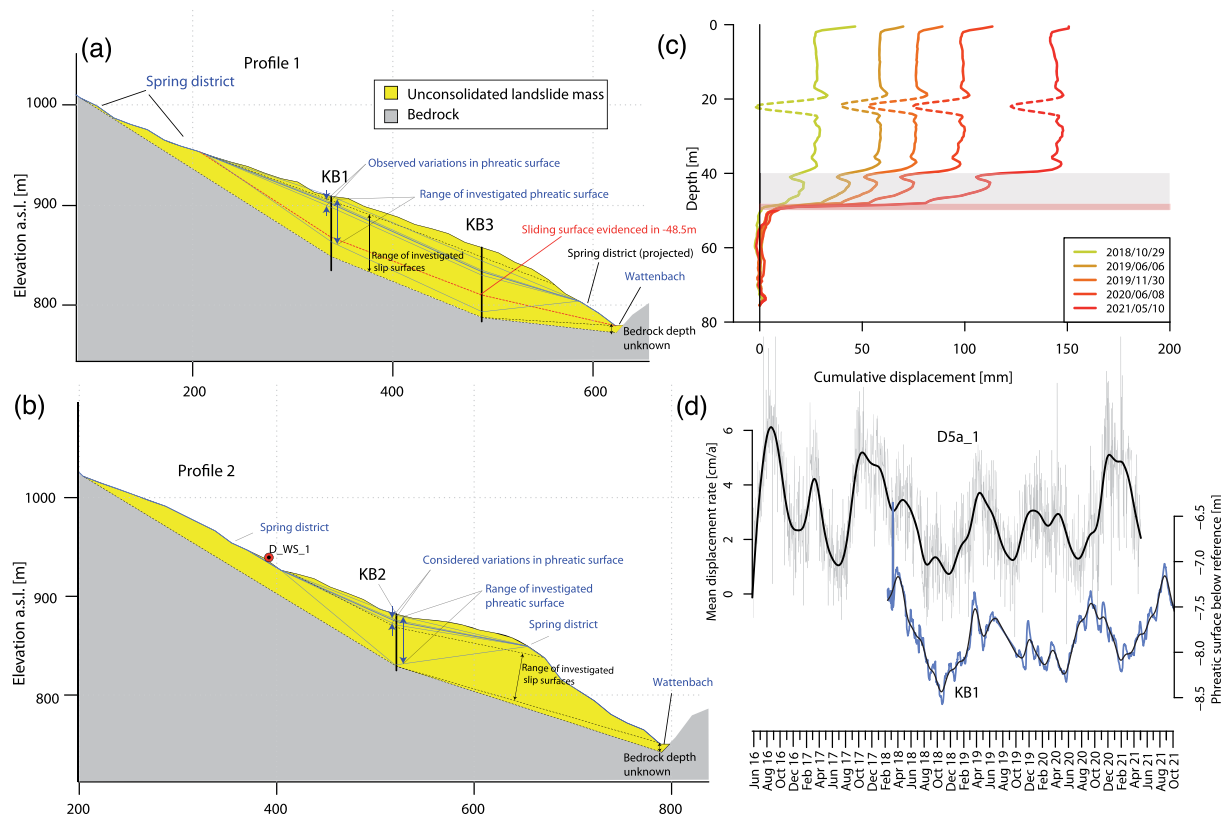 (a)
Profile 1
Spring district
Unconsolidated landslide mass
Bedrock
Observed variations in phreatic surface
KB1
Range of investigated phreatic surface
KB3
Sliding surface evidenced in -48.5m
Range of investigated
slip surfaces
Spring district (projected)
Wattenbach
Bedrock depth
unknown
Elevation a.s.l. [m]
1000
900
800
200
400
600
(b)
Profile 2
Spring district
D_WS_1
Considered variations in phreatic surface
KB2
Range of investigated
phreatic surface
Spring district
Range of investigated
slip surfaces
Wattenbach
Bedrock depth
unknown
Elevation a.s.l. [m]
1000
900
800
200
400
600
800
(c)
Depth [m]
0
20
40
60
80
2018/10/29
2019/06/06
2019/11/30
2020/06/08
2021/05/10
0
50
100
150
200
Cumulative displacement [mm]
(d)
D5a_1
Mean displacement rate [cm/a]
6
4
2
0
KB1
Phreatic surface below reference [m]
−6.5
−7.0
−7.5
−8.0
−8.5
Jun 16
Aug 16
Oct 16
Dec 16
Feb 17
Apr 17
Jun 17
Aug 17
Oct 17
Dec 17
Feb 18
Apr 18
Jun 18
Aug 18
Oct 18
Dec 18
Feb 19
Apr 19
Jun 19
Aug 19
Oct 19
Dec 19
Feb 20
Apr 20
Jun 20
Aug 20
Oct 20
Dec 20
Feb 21
Apr 21
Jun 21
Aug 21
Oct 21